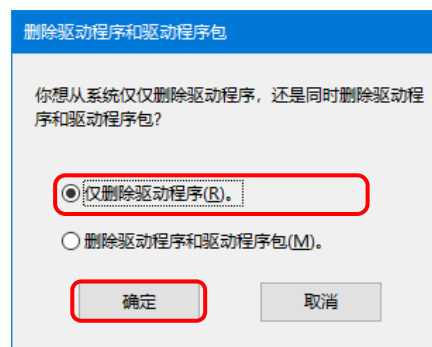 删除驱动程序和驱动程序包
你想从系统仅仅删除驱动程序，还是同时删除驱动程
序和驱动程序包?
仅删除驱动程序(R)。
删除驱动程序和驱动程序包(M)。
确定
取消